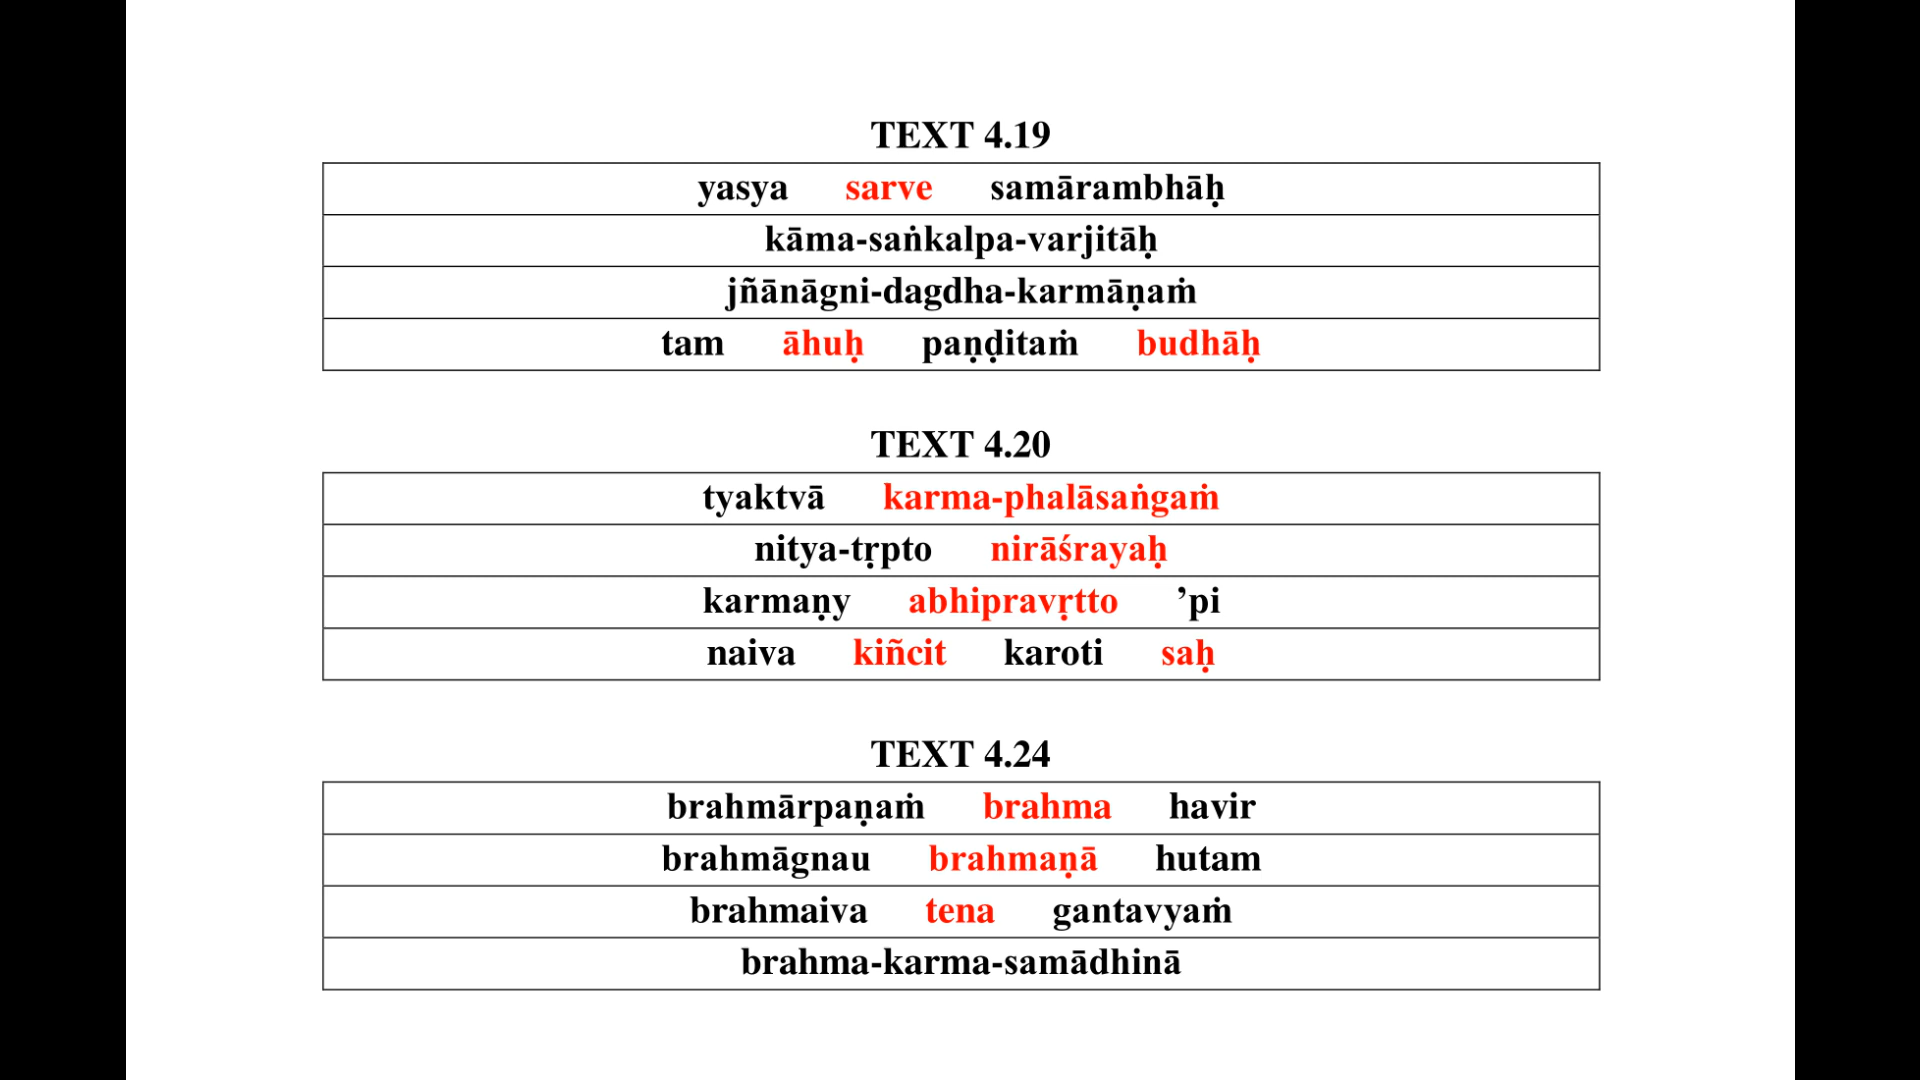 TEXT 4.19
yasya sarve samārambhāḥ
kāma-saṅkalpa-varjitāḥ
jñānāgni-dagdha-karmāṇaṁ
tam āhuḥ paṇḍitaṁ budhāḥ
TEXT 4.20
tyaktvā karma-phalāsaṅgaṁ
nitya-tṛpto nirāśrayaḥ
karmaṇy abhipravṛtto ’pi
naiva kiñcit karoti saḥ
TEXT 4.24
brahmārpaṇaṁ brahma havir
brahmāgnau brahmaṇā hutam
brahmaiva tena gantavyaṁ
brahma-karma-samādhinā